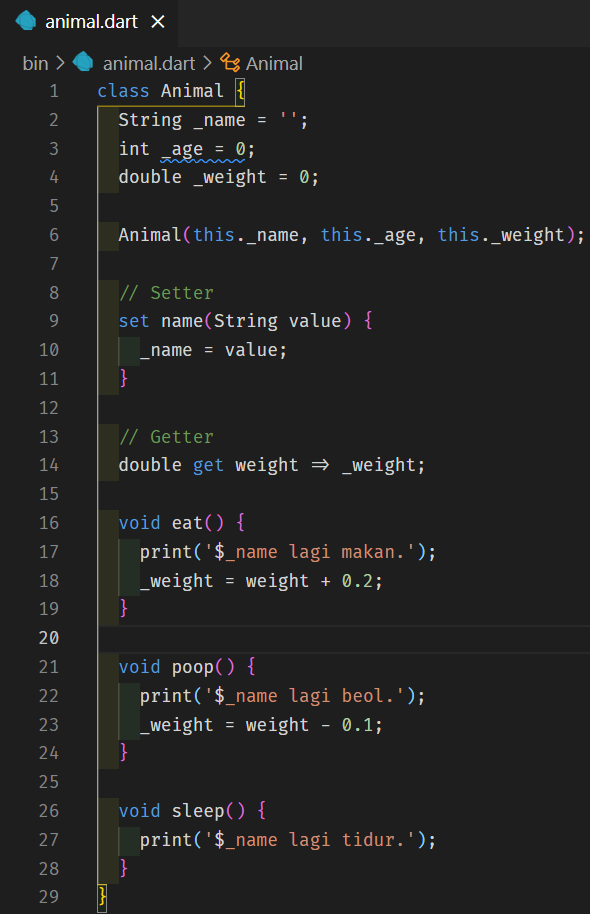 animal.dart ×
bin > animal.dart > Animal
1 class Animal {
2   String _name = '';
3   int _age = 0;
4   double _weight = 0;
5
6   Animal(this._name, this._age, this._weight);
7
8   // Setter
9   set name(String value) {
10     _name = value;
11   }
12
13   // Getter
14   double get weight => _weight;
15
16   void eat() {
17     print('$_name lagi makan.');
18     _weight = weight + 0.2;
19   }
20
21   void poop() {
22     print('$_name lagi beol.');
23     _weight = weight - 0.1;
24   }
25
26   void sleep() {
27     print('$_name lagi tidur.');
28   }
29 }